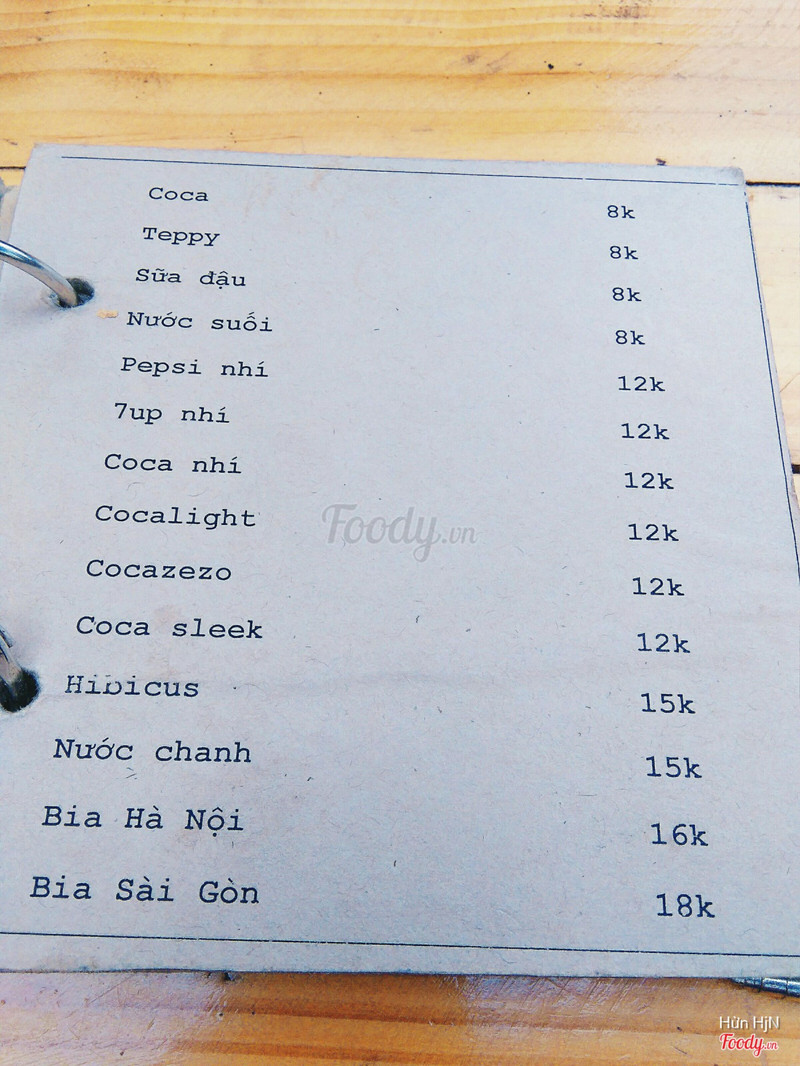 Coca 8k
Teppy 8k
Sữa đậu 8k
Nước suối 8k
Pepsi nhí 12k
7up nhí 12k
Coca nhí 12k
Cocalight 12k
Cocazezo 12k
Coca sleek 12k
Hibicus 15k
Nước chanh 15k
Bia Hà Nội 16k
Bia Sài Gòn 18k
Foody.vn
Hùn HjN
Foody.vn